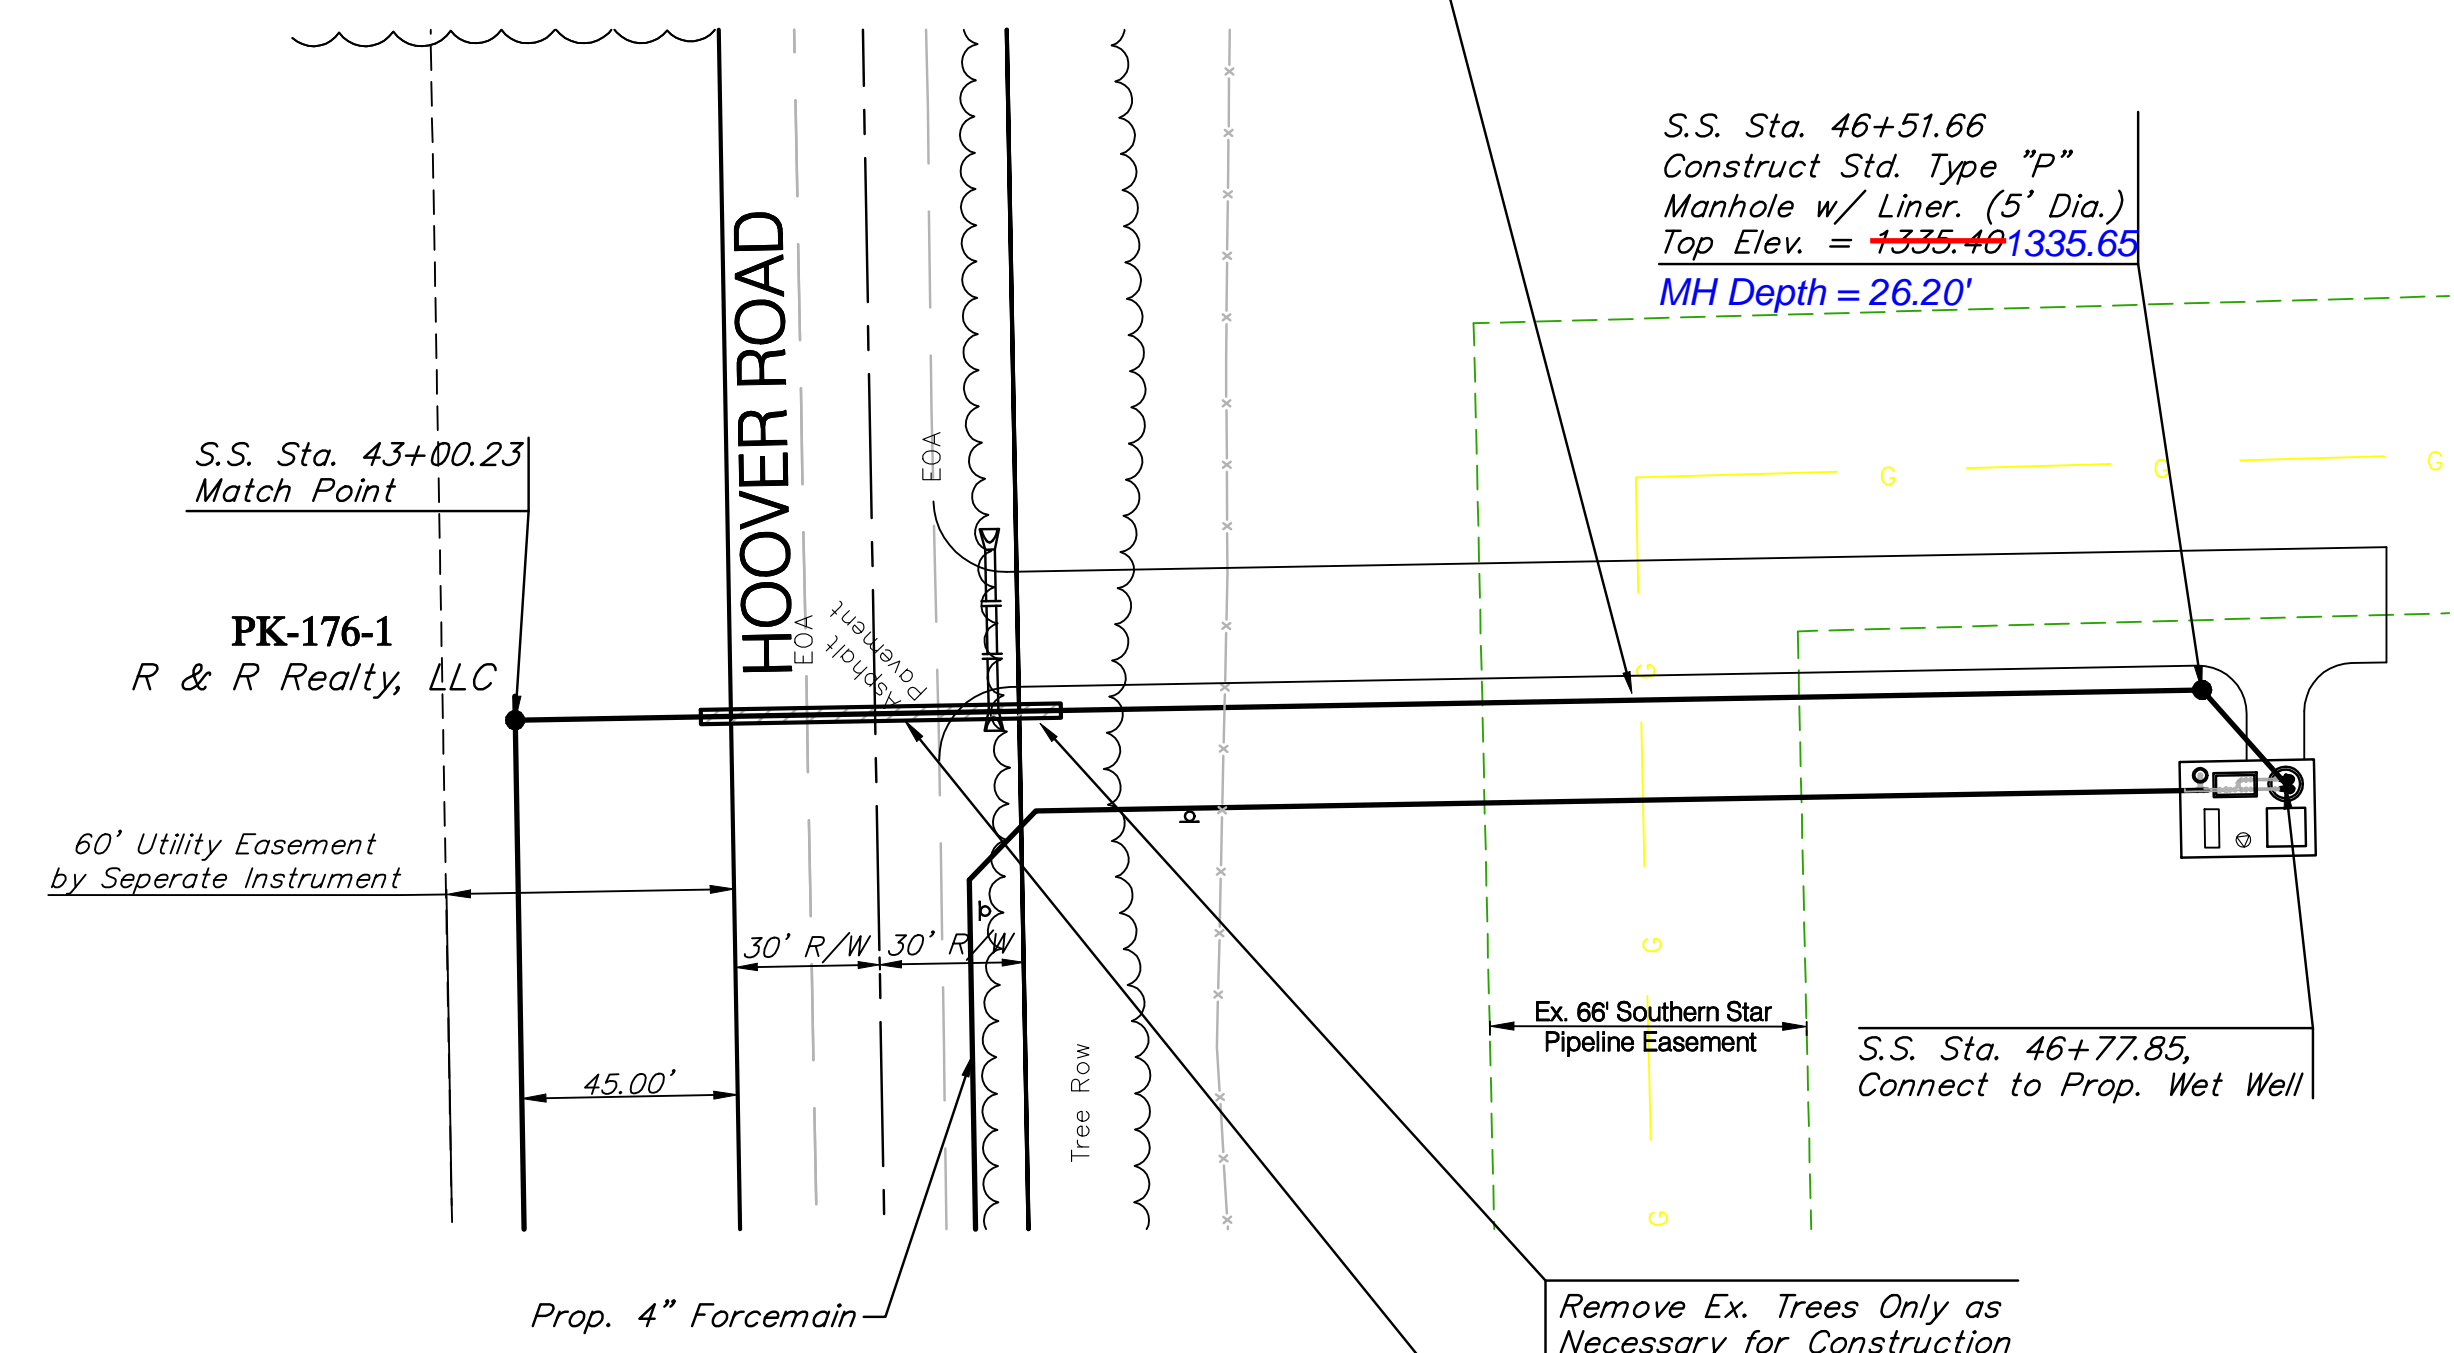 S.S. Sta. 46+51.66
Construct Std. Type "P"
Manhole w/ Liner. (5' Dia.)
Top Elev. = 1335.40 1335.65
MH Depth = 26.20'
HOOVER ROAD
EOA
S.S. Sta. 43+00.23
Match Point
G
G
G
PK-176-1
R & R Realty, LLC
EOA
Asphalt
Pavement
G
60' Utility Easement
by Seperate Instrument
30' R/W
30' R/W
G
Ex. 66' Southern Star
Pipeline Easement
S.S. Sta. 46+77.85,
Connect to Prop. Wet Well
45.00'
Tree Row
G
Prop. 4" Forcemain
Remove Ex. Trees Only as
Necessary for Construction